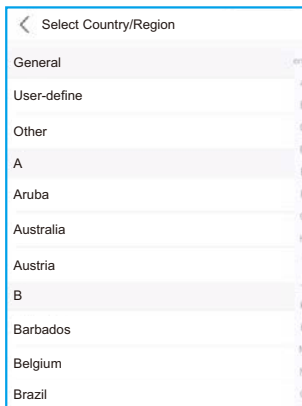 Select Country/Region
General
User-define
Other
A
Aruba
Australia
Austria
B
Barbados
Belgium
Brazil